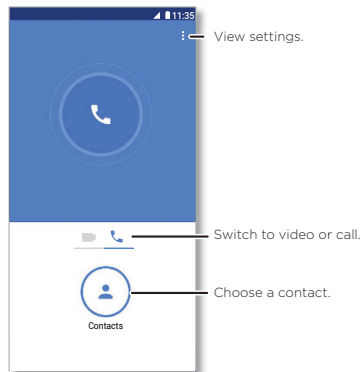 11:35
View settings.
Switch to video or call.
Choose a contact.
Contacts